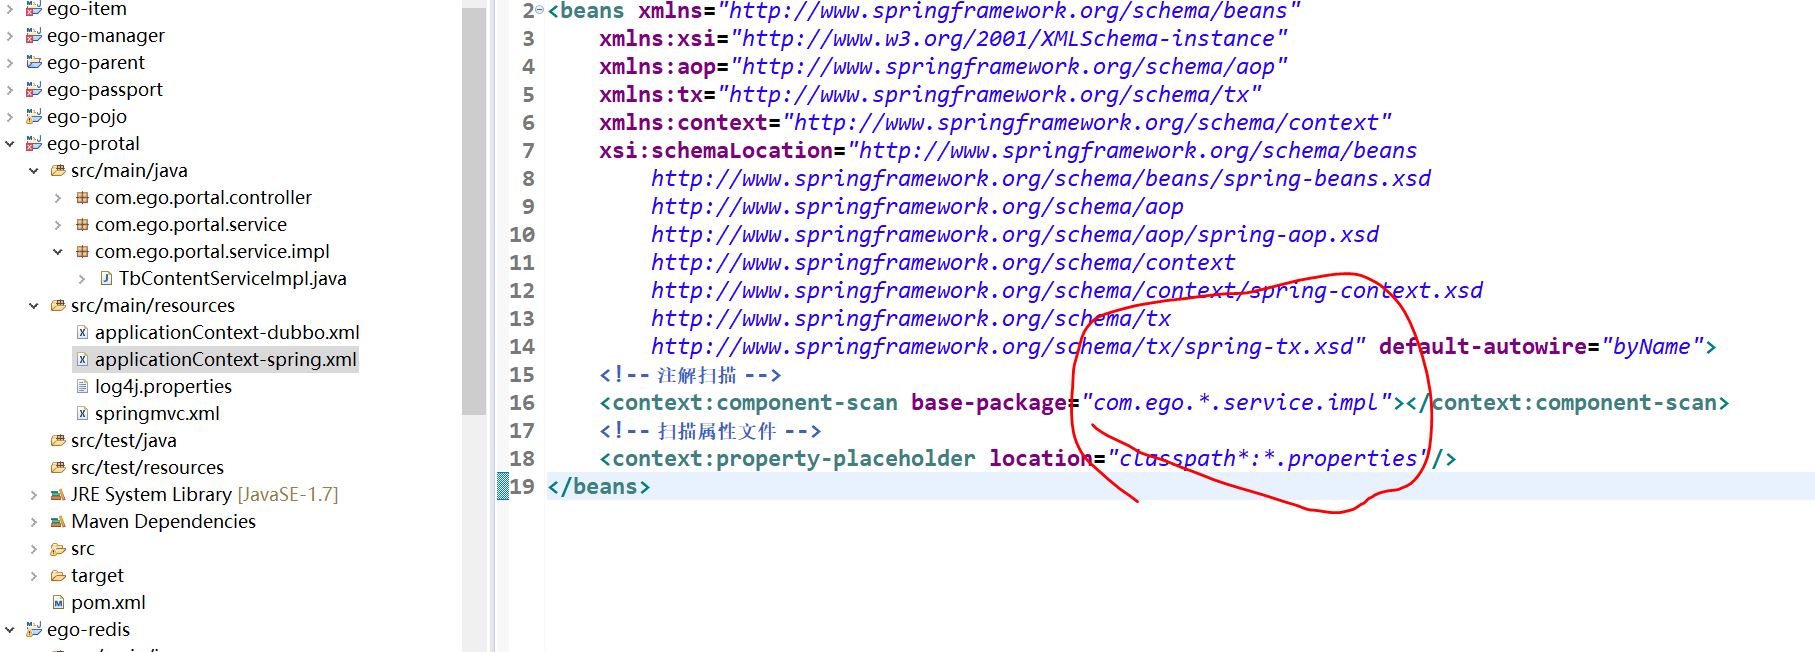 ego-item
ego-manager
ego-parent
ego-passport
ego-pojo
ego-protal
src/main/java
com.ego.portal.controller
com.ego.portal.service
com.ego.portal.service.impl
TbContentServiceImpl.java
src/main/resources
applicationContext-dubbo.xml
applicationContext-spring.xml
log4j.properties
springmvc.xml
src/test/java
src/test/resources
JRE System Library [JavaSE-1.7]
Maven Dependencies
src
target
pom.xml
ego-redis
2 <beans xmlns="http://www.springframework.org/schema/beans"
3 xmlns:xsi="http://www.w3.org/2001/XMLSchema-instance"
4 xmlns:aop="http://www.springframework.org/schema/aop"
5 xmlns:tx="http://www.springframework.org/schema/tx"
6 xmlns:context="http://www.springframework.org/schema/context"
7 xsi:schemaLocation="http://www.springframework.org/schema/beans
8 http://www.springframework.org/schema/beans/spring-beans.xsd
9 http://www.springframework.org/schema/aop
10 http://www.springframework.org/schema/aop/spring-aop.xsd
11 http://www.springframework.org/schema/context
12 http://www.springframework.org/schema/context/spring-context.xsd
13 http://www.springframework.org/schema/tx
14 http://www.springframework.org/schema/tx/spring-tx.xsd" default-autowire="byName">
15 <!-- 注解扫描 -->
16 <context:component-scan base-package="com.ego.*.service.impl"></context:component-scan>
17 <!-- 扫描属性文件 -->
18 <context:property-placeholder location="classpath*:*.properties"/>
19 </beans>